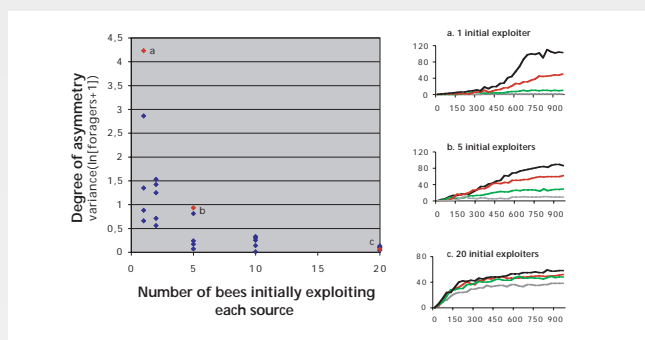 4,5
4
3,5
3
2,5
2
1,5
1
0,5
0
0 5 10 15 20
a
b
c
Degree of asymmetry
variance(ln[foragers+1])
Number of bees initially exploiting
each source
a. 1 initial exploiter
120
80
40
0
0 150 300 450 600 750 900
b. 5 initial exploiters
120
80
40
0
0 150 300 450 600 750 900
c. 20 initial exploiters
80
40
0
0 150 300 450 600 750 900